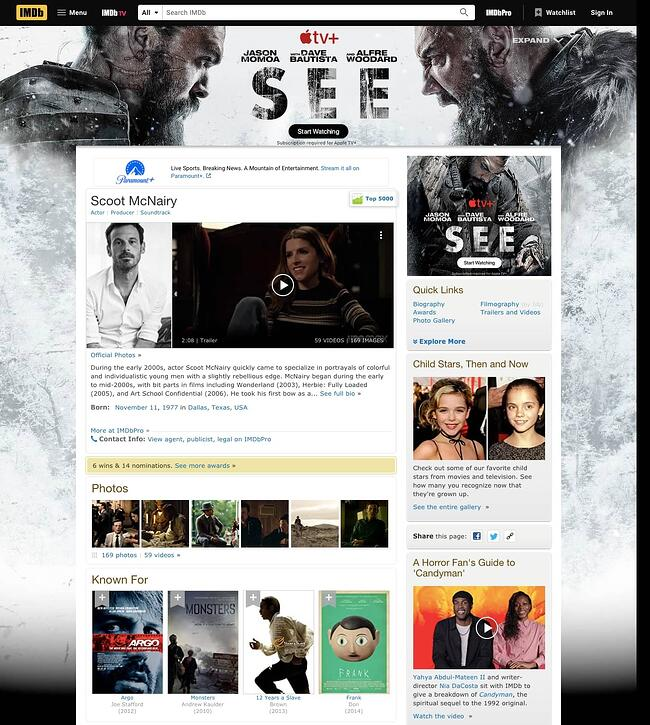 IMDb
Menu
IMDbTV
All
Search IMDb
IMDbPro
Watchlist
Sign In
tv+
EXPAND
JASON MOMOA
WITH DAVE BAUTISTA
AND ALFRE WOODARD
SEE
Start Watching
Subscription required for Apple TV+
Paramount+
Live Sports. Breaking News. A Mountain of Entertainment. Stream it all on
Paramount+.
Scoot McNairy
Top 5000
Actor | Producer | Soundtrack
2:08 | Trailer
59 VIDEOS | 169 IMAGES
Official Photos »
During the early 2000s, actor Scoot McNairy quickly came to specialize in portrayals of colorful
and individualistic young men with a slightly rebellious edge. McNairy began during the early
to mid-2000s, with bit parts in films including Wonderland (2003), Herbie: Fully Loaded
(2005), and Art School Confidential (2006). He took his first bow as a... See full bio »
Born: November 11, 1977 in Dallas, Texas, USA
More at IMDbPro »
Contact Info: View agent, publicist, legal on IMDbPro
6 wins & 14 nominations. See more awards »
Photos
169 photos | 59 videos »
Known For
ARGO
MONSTERS
FRANK
Argo
Joe Stafford
(2012)
Monsters
Andrew Kaulder
(2010)
12 Years a Slave
Brown
(2013)
Frank
Don
(2014)
tv+
JASON MOMOA
WITH DAVE BAUTISTA
AND ALFRE WOODARD
SEE
Start Watching
Subscription required for Apple TV+
Quick Links
Biography
Awards
Photo Gallery
Filmography (by Job)
Trailers and Videos
Explore More
Child Stars, Then and Now
Check out some of our favorite child
stars from movies and television. See
how many you recognize now that
they're grown up.
See the entire gallery »
Share this page:
A Horror Fan's Guide to
'Candyman'
Yahya Abdul-Mateen II and writer-
director Nia DaCosta sit with IMDb to
give a breakdown of Candyman, the
spiritual sequel to the 1992 original.
Watch the video »